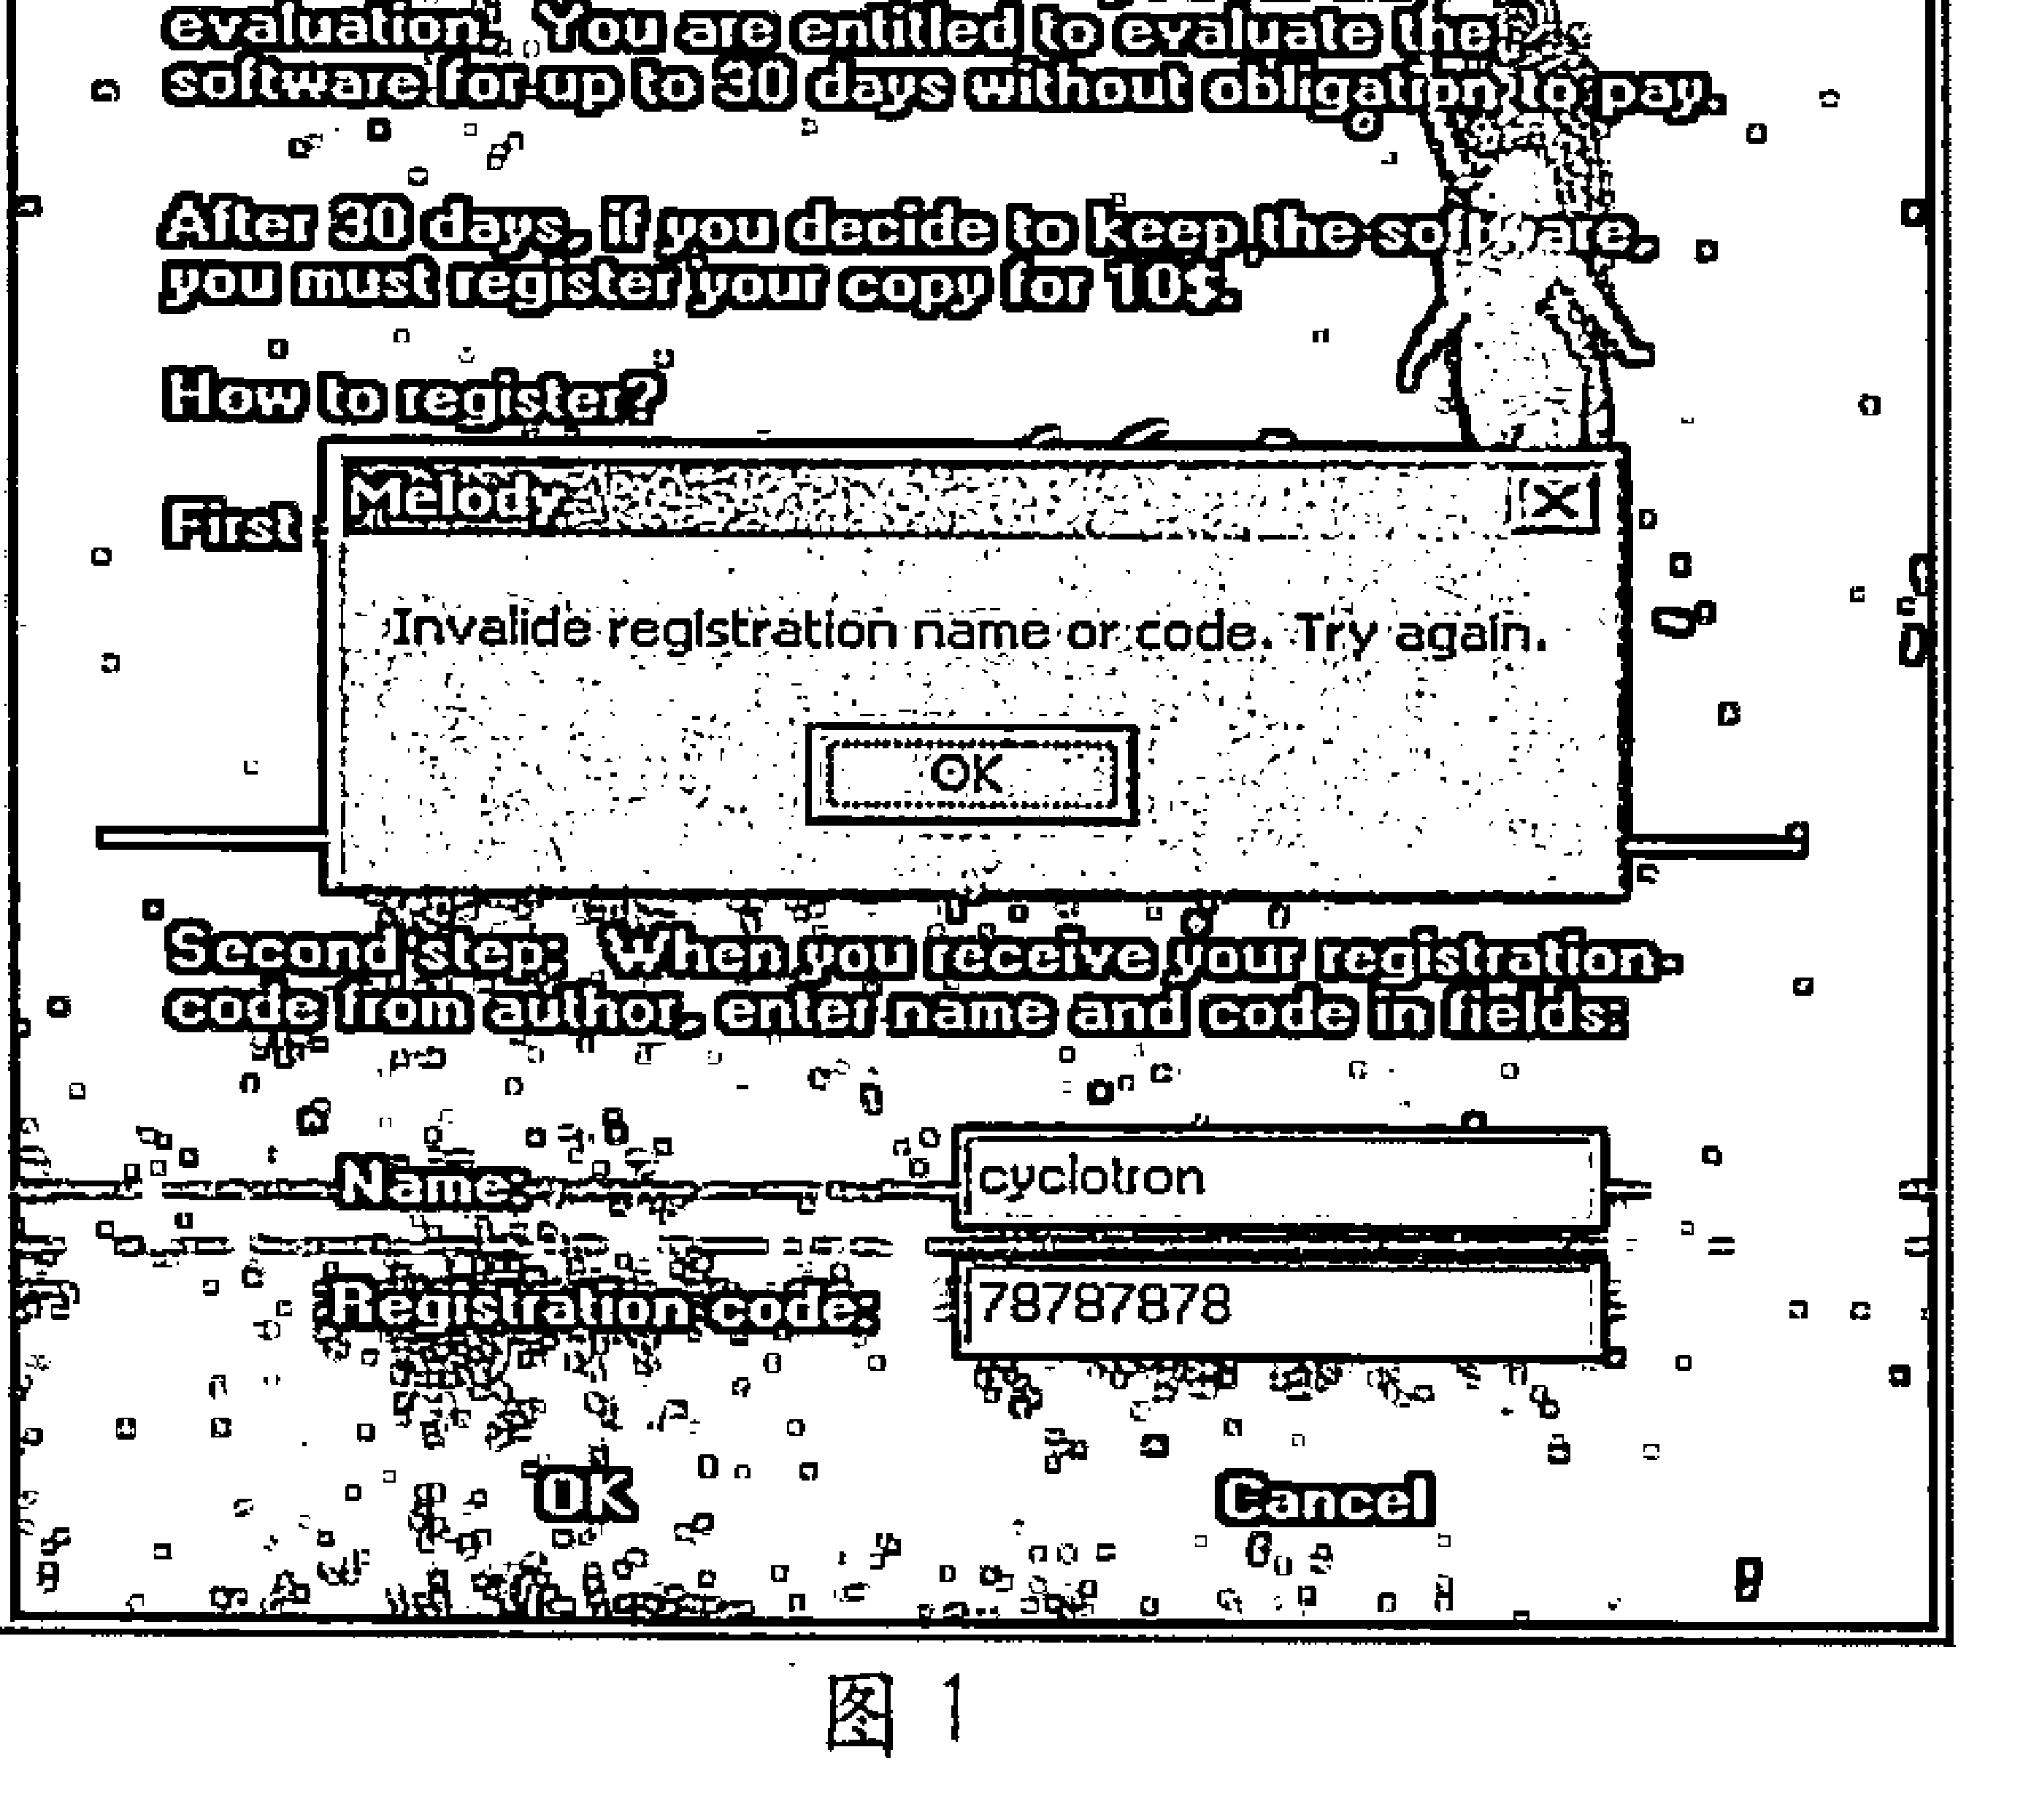 evaluation. You are entitled to evaluate the
software for up to 30 days without obligation to pay.
After 30 days, if you decide to keep the software,
you must register your copy for 10$.
How to register?
First
Melody
Invalide registration name or code. Try again.
OK
Second step: When you receive your registration
code from author, enter name and code in fields:
Name: cyclotron
Registration code: 78787878
OK Cancel
图 1